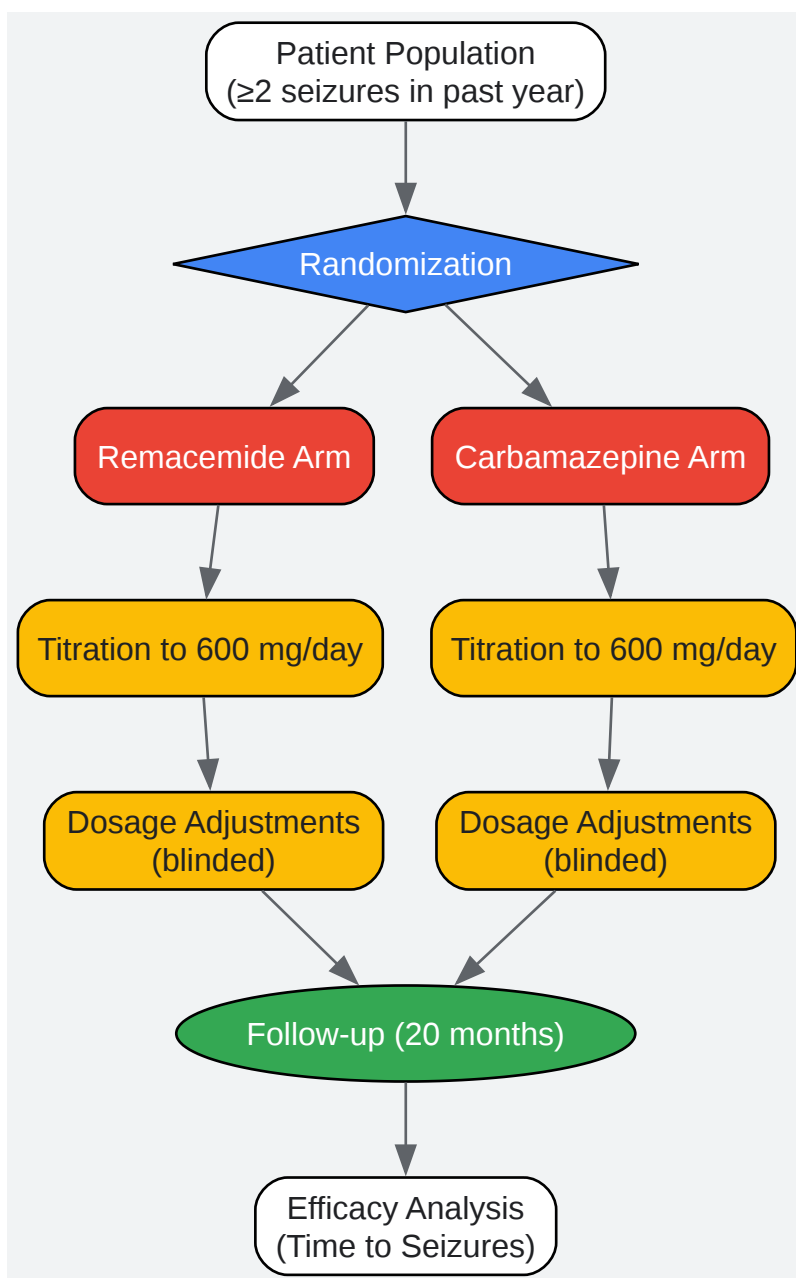 Patient Population
(≥2 seizures in past year)
Randomization
Remacemide Arm
Carbamazepine Arm
Titration to 600 mg/day
Titration to 600 mg/day
Dosage Adjustments
(blinded)
Dosage Adjustments
(blinded)
Follow-up (20 months)
Efficacy Analysis
(Time to Seizures)